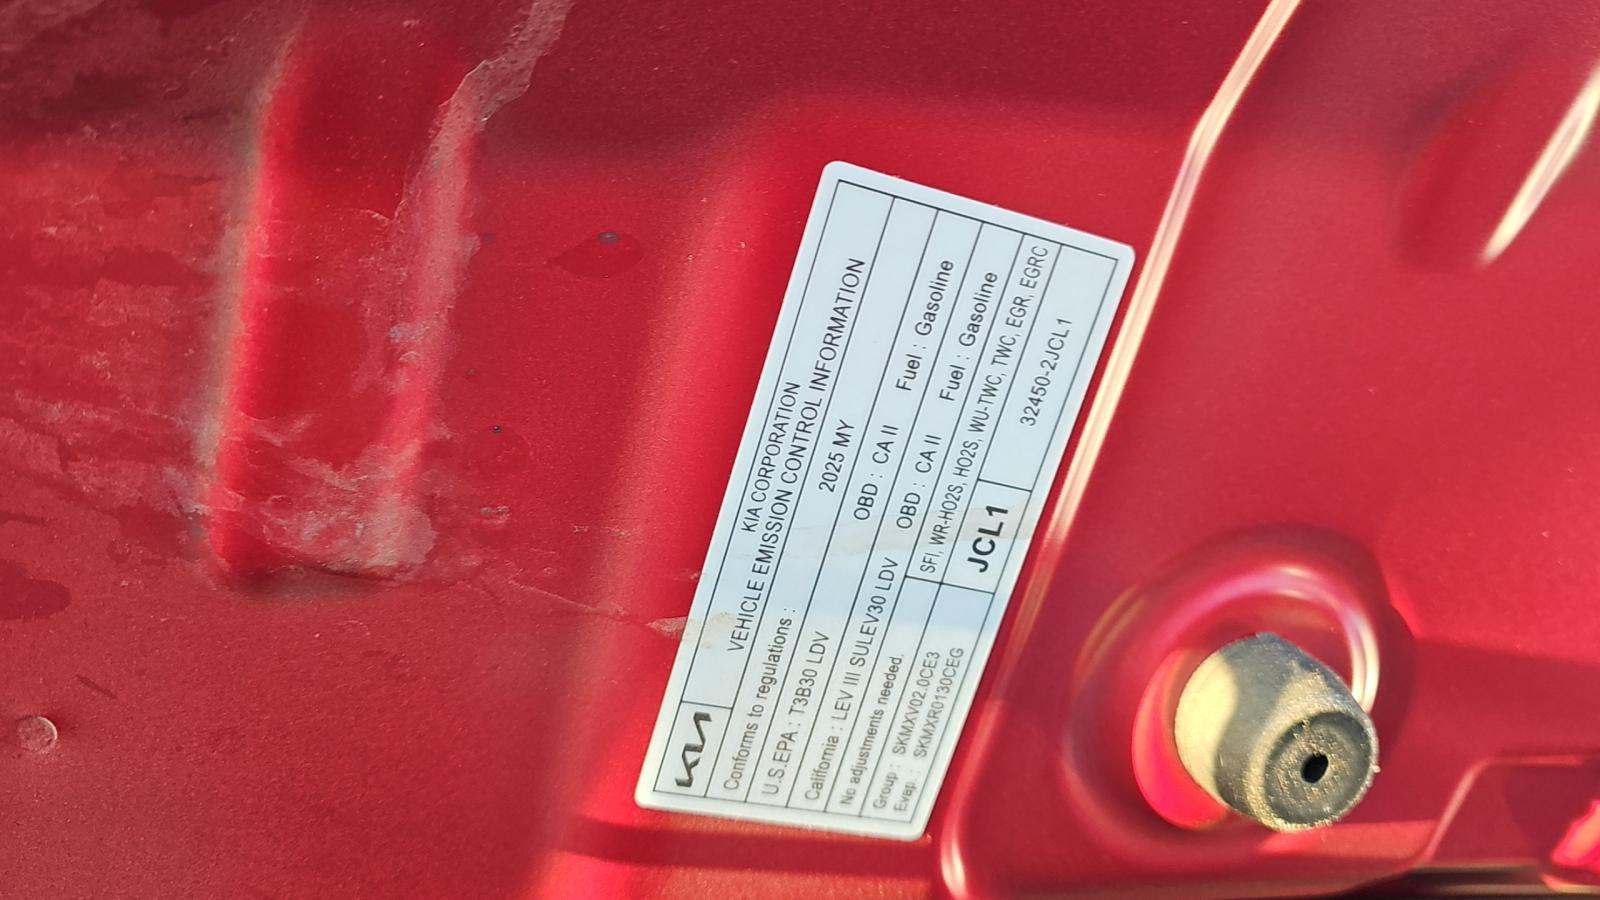 KIA
KIA CORPORATION
VEHICLE EMISSION CONTROL INFORMATION
Conforms to regulations : 2025 MY
U.S.EPA : T3B30 LDV OBD : CA II Fuel : Gasoline
California : LEV III SULEV30 LDV OBD : CA II Fuel : Gasoline
No adjustments needed. SFI, WR-HO2S, HO2S, WU-TWC, TWC, EGR, EGRC
Group : SKMXV02.0CE3
Evap : SKMXR0130CEG
JCL1
32450-2JCL1